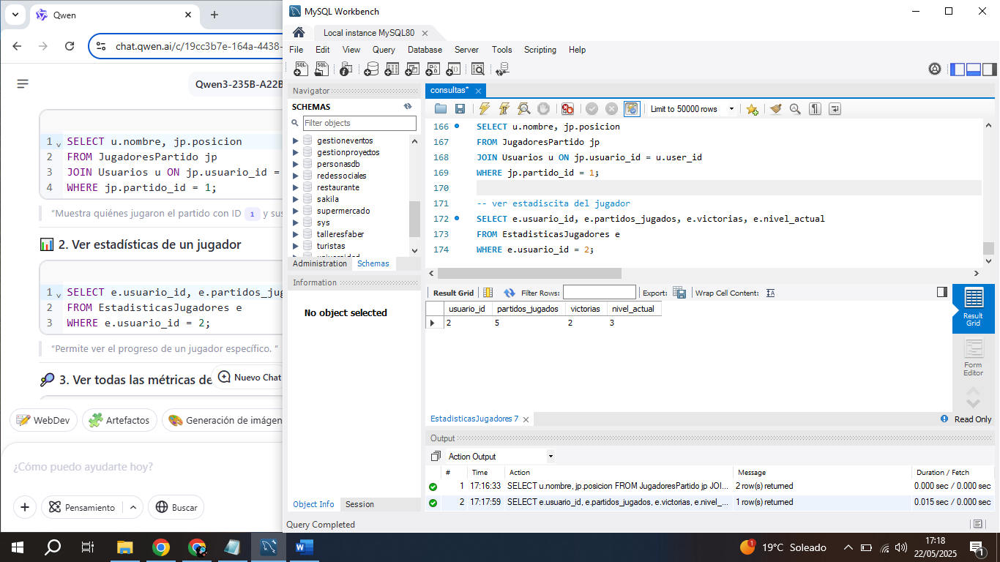 Qwen
chat.qwen.ai/c/19cc3b7e-164a-4438-
Qwen3-235B-A22B
1 SELECT u.nombre, jp.posicion
2 FROM JugadoresPartido jp
3 JOIN Usuarios u ON jp.usuario_id =
4 WHERE jp.partido_id = 1;
“Muestra quiénes jugaron el partido con ID 1 y sus
2. Ver estadísticas de un jugador
1 SELECT e.usuario_id, e.partidos_jug
2 FROM EstadisticasJugadores e
3 WHERE e.usuario_id = 2;
“Permite ver el progreso de un jugador específico. ”
3. Ver todas las métricas de
Nuevo Chat
WebDev
Artefactos
Generación de imágen
¿Cómo puedo ayudarte hoy?
Pensamiento
Buscar
MySQL Workbench
Local instance MySQL80
File Edit View Query Database Server Tools Scripting Help
Navigator
SCHEMAS
Filter objects
gestioneventos
gestionproyectos
personasdb
redessociales
restaurante
sakila
supermercado
sys
talleresfaber
turistas
universidad
Administration Schemas
Information
No object selected
Object Info Session
Query Completed
consultas*
Limit to 50000 rows
166 SELECT u.nombre, jp.posicion
167 FROM JugadoresPartido jp
168 JOIN Usuarios u ON jp.usuario_id = u.user_id
169 WHERE jp.partido_id = 1;
170
171 -- ver estadiscita del jugador
172 SELECT e.usuario_id, e.partidos_jugados, e.victorias, e.nivel_actual
173 FROM EstadisticasJugadores e
174 WHERE e.usuario_id = 2;
Result Grid Filter Rows: Export: Wrap Cell Content:
usuario_id partidos_jugados victorias nivel_actual
2 5 2 3
Result Grid
Form Editor
EstadisticasJugadores 7
Read Only
Output
Action Output
# Time Action Message Duration / Fetch
1 17:16:33 SELECT u.nombre, jp.posicion FROM JugadoresPartido jp JOI... 2 row(s) returned 0.000 sec / 0.000 sec
2 17:17:59 SELECT e.usuario_id, e.partidos_jugados, e.victorias, e.nivel_... 1 row(s) returned 0.015 sec / 0.000 sec
1
19°C Soleado
17:18
22/05/2025
1